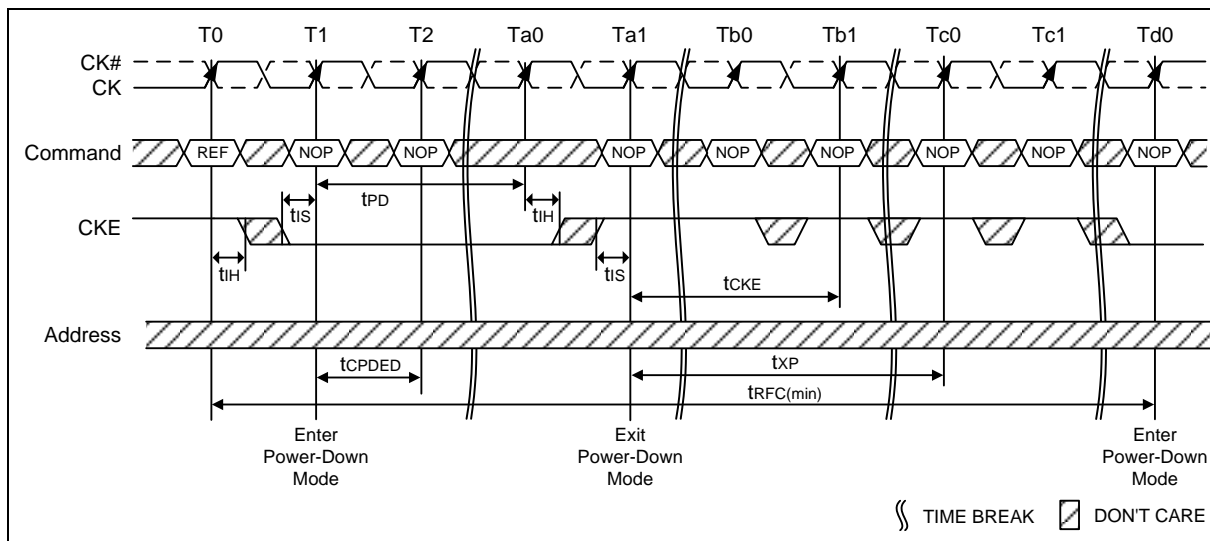 T0 T1 T2 Ta0 Ta1 Tb0 Tb1 Tc0 Tc1 Td0
CK#
CK
Command REF NOP NOP NOP NOP NOP NOP NOP NOP
tIS tPD tIH
CKE
tIH tIS
tCKE
Address
tCPDED tXP
tRFC(min)
Enter Power-Down Mode
Exit Power-Down Mode
Enter Power-Down Mode
TIME BREAK DON'T CARE